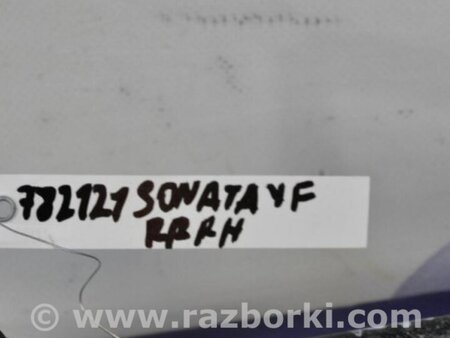 782121 SONATA YF
RR RH
© www.razborki.com